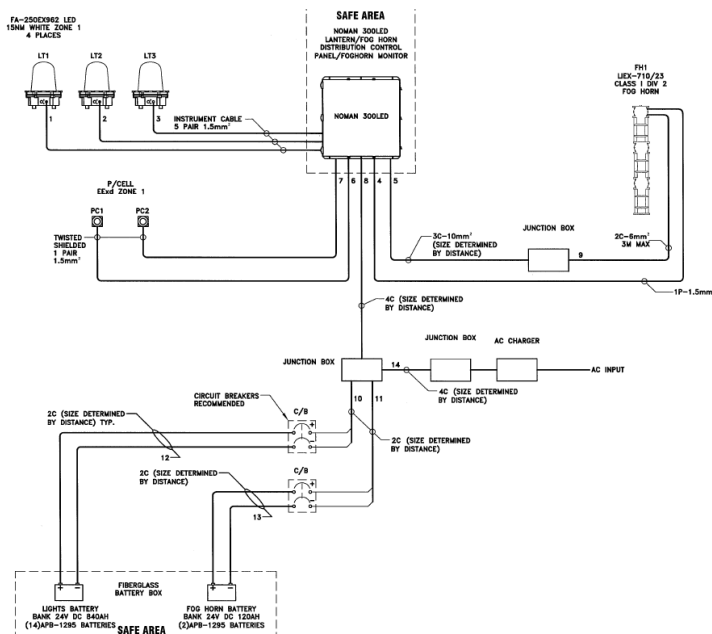 SAFE AREA
NOMAN 300LED
LANTERN/FOG HORN
DISTRIBUTION CONTROL
PANEL/FOGHORN MONITOR
FA-250EX962 LED
15NM WHITE ZONE 1
4 PLACES
LT1
LT2
LT3
1
2
3
INSTRUMENT CABLE
5 PAIR 1.5mm²
NOMAN 300LED
7
6
8
4
5
FH1
LIEX-710/23
CLASS I DIV 2
FOG HORN
P/CELL
EExd ZONE 1
PC1
PC2
TWISTED
SHIELDED
1 PAIR
1.5mm²
3C-10mm²
(SIZE DETERMINED
BY DISTANCE)
JUNCTION BOX
9
2C-6mm²
3M MAX
1P-1.5mm
4C (SIZE DETERMINED
BY DISTANCE)
JUNCTION BOX
14
JUNCTION BOX
AC CHARGER
AC INPUT
4C (SIZE DETERMINED
BY DISTANCE)
10
11
CIRCUIT BREAKERS
RECOMMENDED
C/B
+
-
2C (SIZE DETERMINED
BY DISTANCE) TYP.
12
2C (SIZE DETERMINED
BY DISTANCE)
C/B
+
-
2C (SIZE DETERMINED
BY DISTANCE)
13
+ -
+ -
FIBERGLASS
BATTERY BOX
LIGHTS BATTERY
BANK 24V DC 840AH
(14)APB-1295 BATTERIES
FOG HORN BATTERY
BANK 24V DC 120AH
(2)APB-1295 BATTERIES
SAFE AREA